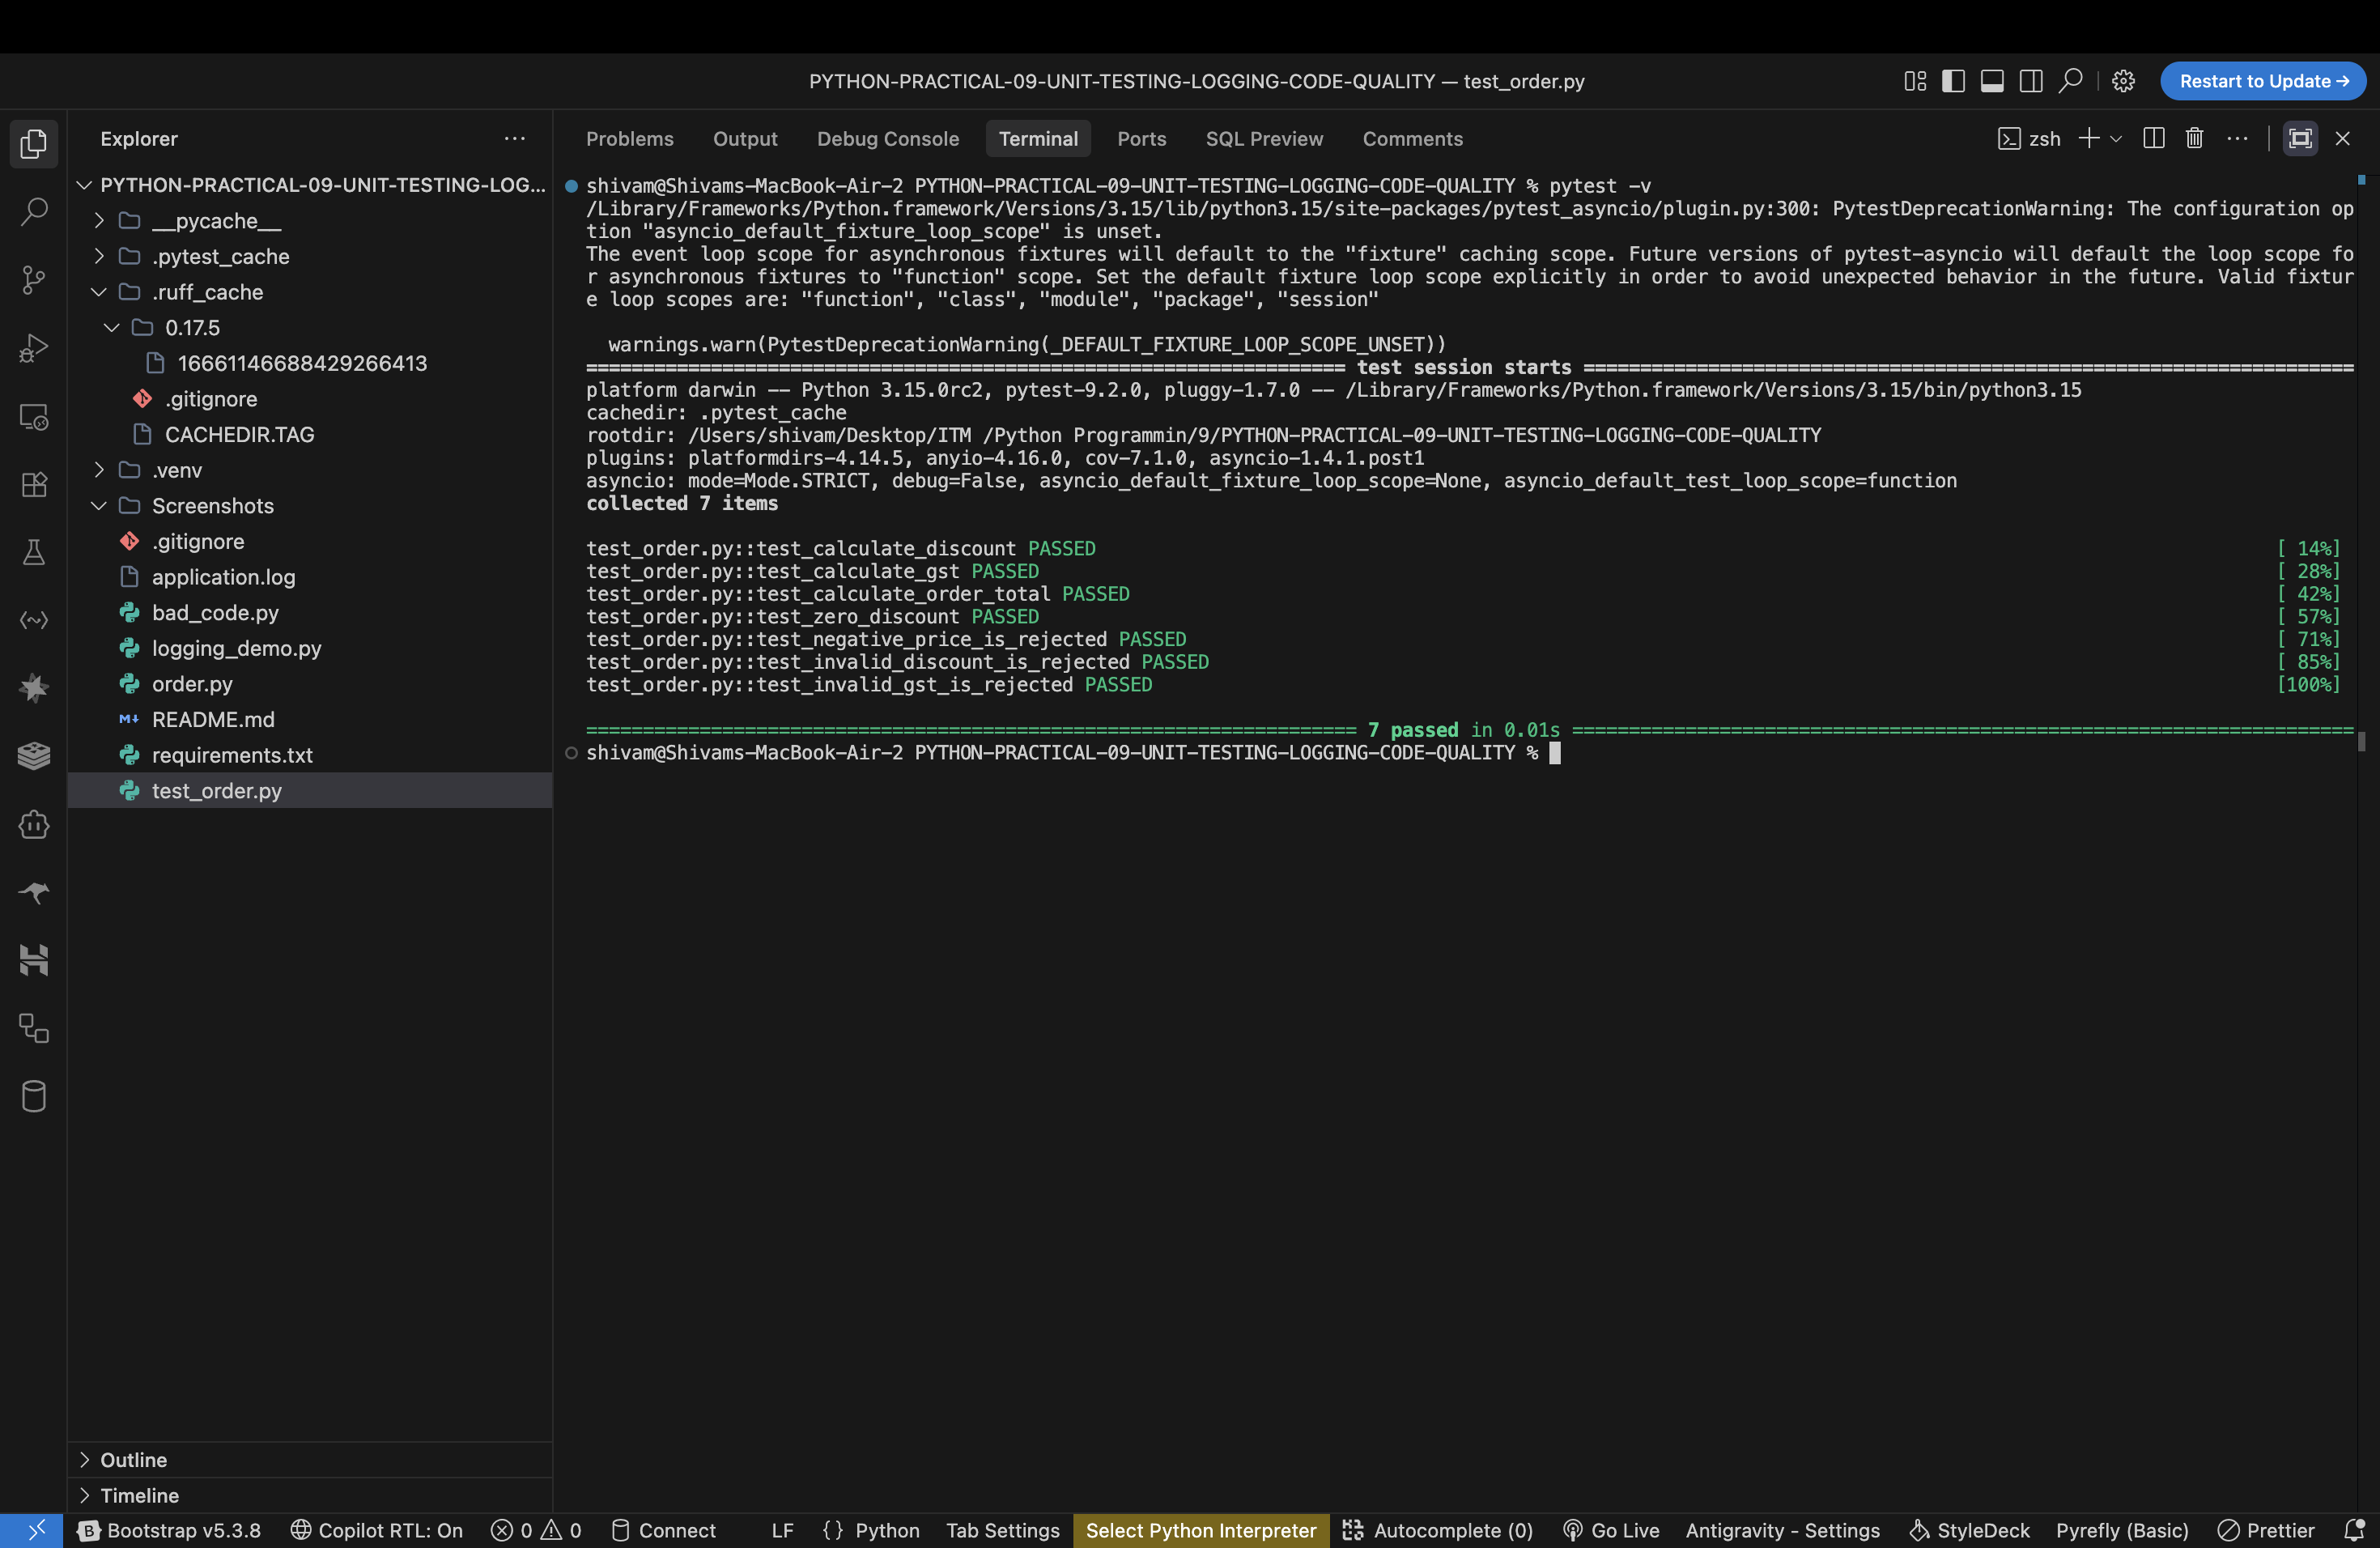 PYTHON-PRACTICAL-09-UNIT-TESTING-LOGGING-CODE-QUALITY — test_order.py
Restart to Update →
Explorer
PYTHON-PRACTICAL-09-UNIT-TESTING-LOG...
__pycache__
.pytest_cache
.ruff_cache
0.17.5
16661146688429266413
.gitignore
CACHEDIR.TAG
.venv
Screenshots
.gitignore
application.log
bad_code.py
logging_demo.py
order.py
README.md
requirements.txt
test_order.py
Outline
Timeline
Problems Output Debug Console Terminal Ports SQL Preview Comments
zsh
shivam@Shivams-MacBook-Air-2 PYTHON-PRACTICAL-09-UNIT-TESTING-LOGGING-CODE-QUALITY % pytest -v
/Library/Frameworks/Python.framework/Versions/3.15/lib/python3.15/site-packages/pytest_asyncio/plugin.py:300: PytestDeprecationWarning: The configuration op
tion "asyncio_default_fixture_loop_scope" is unset.
The event loop scope for asynchronous fixtures will default to the "fixture" caching scope. Future versions of pytest-asyncio will default the loop scope fo
r asynchronous fixtures to "function" scope. Set the default fixture loop scope explicitly in order to avoid unexpected behavior in the future. Valid fixtur
e loop scopes are: "function", "class", "module", "package", "session"
warnings.warn(PytestDeprecationWarning(_DEFAULT_FIXTURE_LOOP_SCOPE_UNSET))
=================================================================== test session starts ====================================================================
platform darwin -- Python 3.15.0rc2, pytest-9.2.0, pluggy-1.7.0 -- /Library/Frameworks/Python.framework/Versions/3.15/bin/python3.15
cachedir: .pytest_cache
rootdir: /Users/shivam/Desktop/ITM /Python Programmin/9/PYTHON-PRACTICAL-09-UNIT-TESTING-LOGGING-CODE-QUALITY
plugins: platformdirs-4.14.5, anyio-4.16.0, cov-7.1.0, asyncio-1.4.1.post1
asyncio: mode=Mode.STRICT, debug=False, asyncio_default_fixture_loop_scope=None, asyncio_default_test_loop_scope=function
collected 7 items
test_order.py::test_calculate_discount PASSED [ 14%]
test_order.py::test_calculate_gst PASSED [ 28%]
test_order.py::test_calculate_order_total PASSED [ 42%]
test_order.py::test_zero_discount PASSED [ 57%]
test_order.py::test_negative_price_is_rejected PASSED [ 71%]
test_order.py::test_invalid_discount_is_rejected PASSED [ 85%]
test_order.py::test_invalid_gst_is_rejected PASSED [100%]
==================================================================== 7 passed in 0.01s =====================================================================
shivam@Shivams-MacBook-Air-2 PYTHON-PRACTICAL-09-UNIT-TESTING-LOGGING-CODE-QUALITY %
Bootstrap v5.3.8 Copilot RTL: On 0 0 Connect LF {} Python Tab Settings Select Python Interpreter Autocomplete (0) Go Live Antigravity - Settings StyleDeck Pyrefly (Basic) Prettier